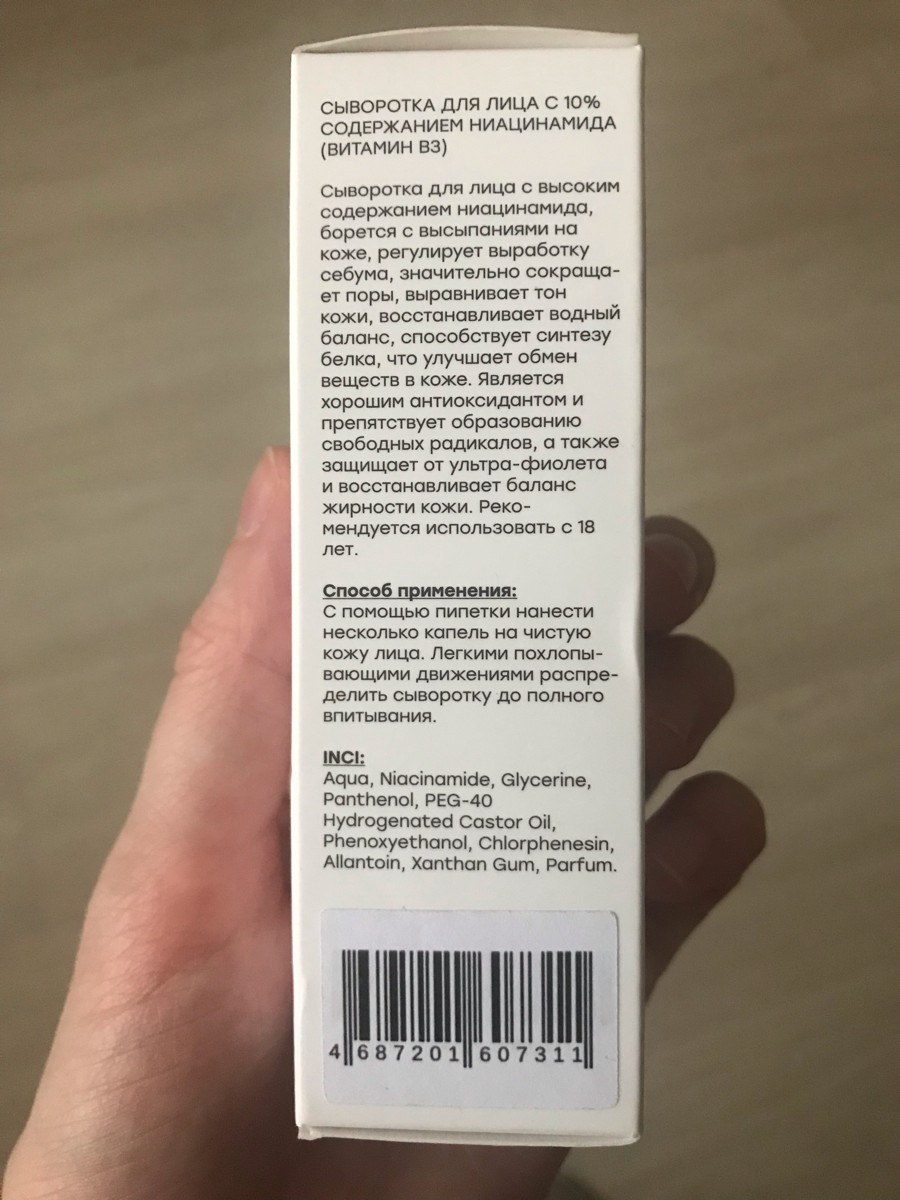 СЫВОРОТКА ДЛЯ ЛИЦА С 10%
СОДЕРЖАНИЕМ НИАЦИНАМИДА
(ВИТАМИН B3)
Сыворотка для лица с высоким
содержанием ниацинамида,
борется с высыпаниями на
коже, регулирует выработку
себума, значительно сокраща-
ет поры, выравнивает тон
кожи, восстанавливает водный
баланс, способствует синтезу
белка, что улучшает обмен
веществ в коже. Является
хорошим антиоксидантом и
препятствует образованию
свободных радикалов, а также
защищает от ультра-фиолета
и восстанавливает баланс
жирности кожи. Реко-
мендуется использовать с 18
лет.
Способ применения:
С помощью пипетки нанести
несколько капель на чистую
кожу лица. Легкими похлопы-
вающими движениями распре-
делить сыворотку до полного
впитывания.
INCI:
Aqua, Niacinamide, Glycerine,
Panthenol, PEG-40
Hydrogenated Castor Oil,
Phenoxyethanol, Chlorphenesin,
Allantoin, Xanthan Gum, Parfum.
4 687201 607311